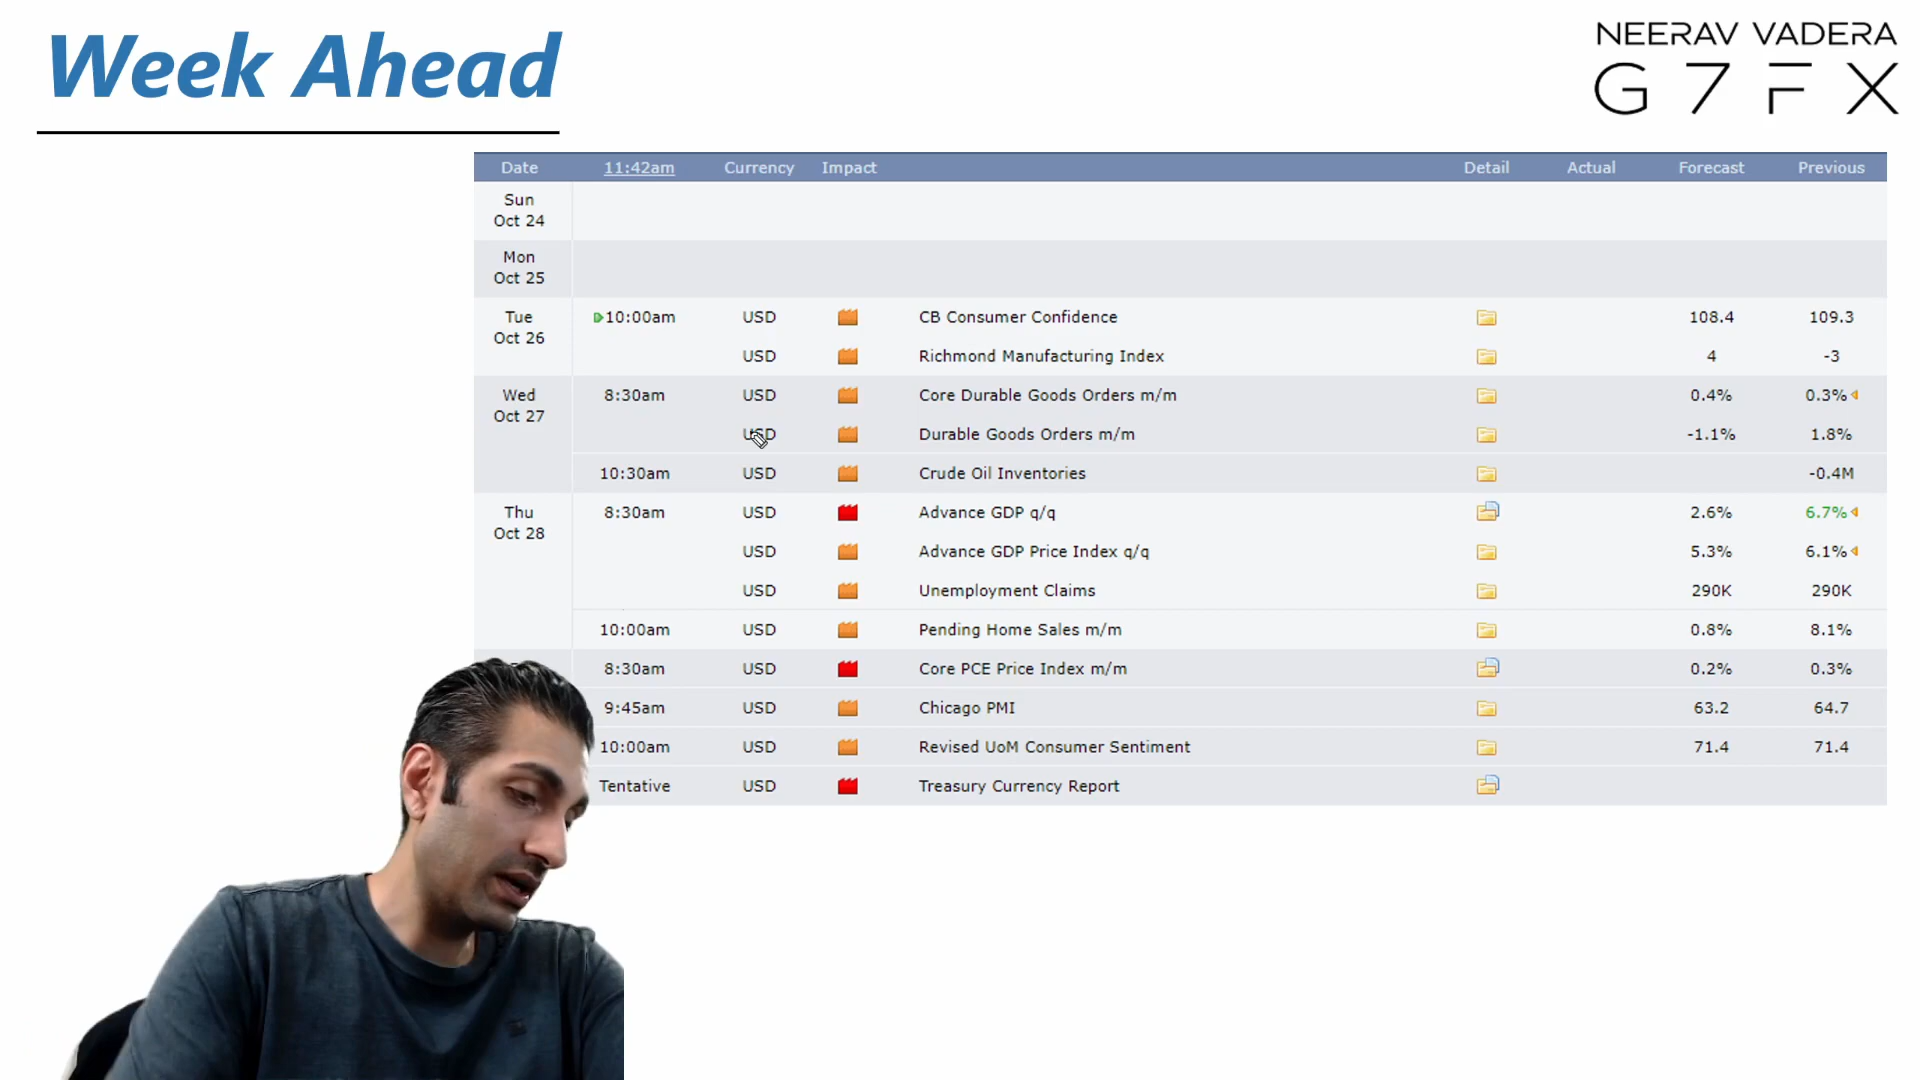 Week Ahead
NEERAV VADERA
G7FX
Date 11:42am Currency Impact Detail Actual Forecast Previous
Sun
Oct 24
Mon
Oct 25
Tue
Oct 26
10:00am USD CB Consumer Confidence 108.4 109.3
USD Richmond Manufacturing Index 4 -3
Wed
Oct 27
8:30am USD Core Durable Goods Orders m/m 0.4% 0.3%
USD Durable Goods Orders m/m -1.1% 1.8%
10:30am USD Crude Oil Inventories -0.4M
Thu
Oct 28
8:30am USD Advance GDP q/q 2.6% 6.7%
USD Advance GDP Price Index q/q 5.3% 6.1%
USD Unemployment Claims 290K 290K
10:00am USD Pending Home Sales m/m 0.8% 8.1%
8:30am USD Core PCE Price Index m/m 0.2% 0.3%
9:45am USD Chicago PMI 63.2 64.7
10:00am USD Revised UoM Consumer Sentiment 71.4 71.4
Tentative USD Treasury Currency Report